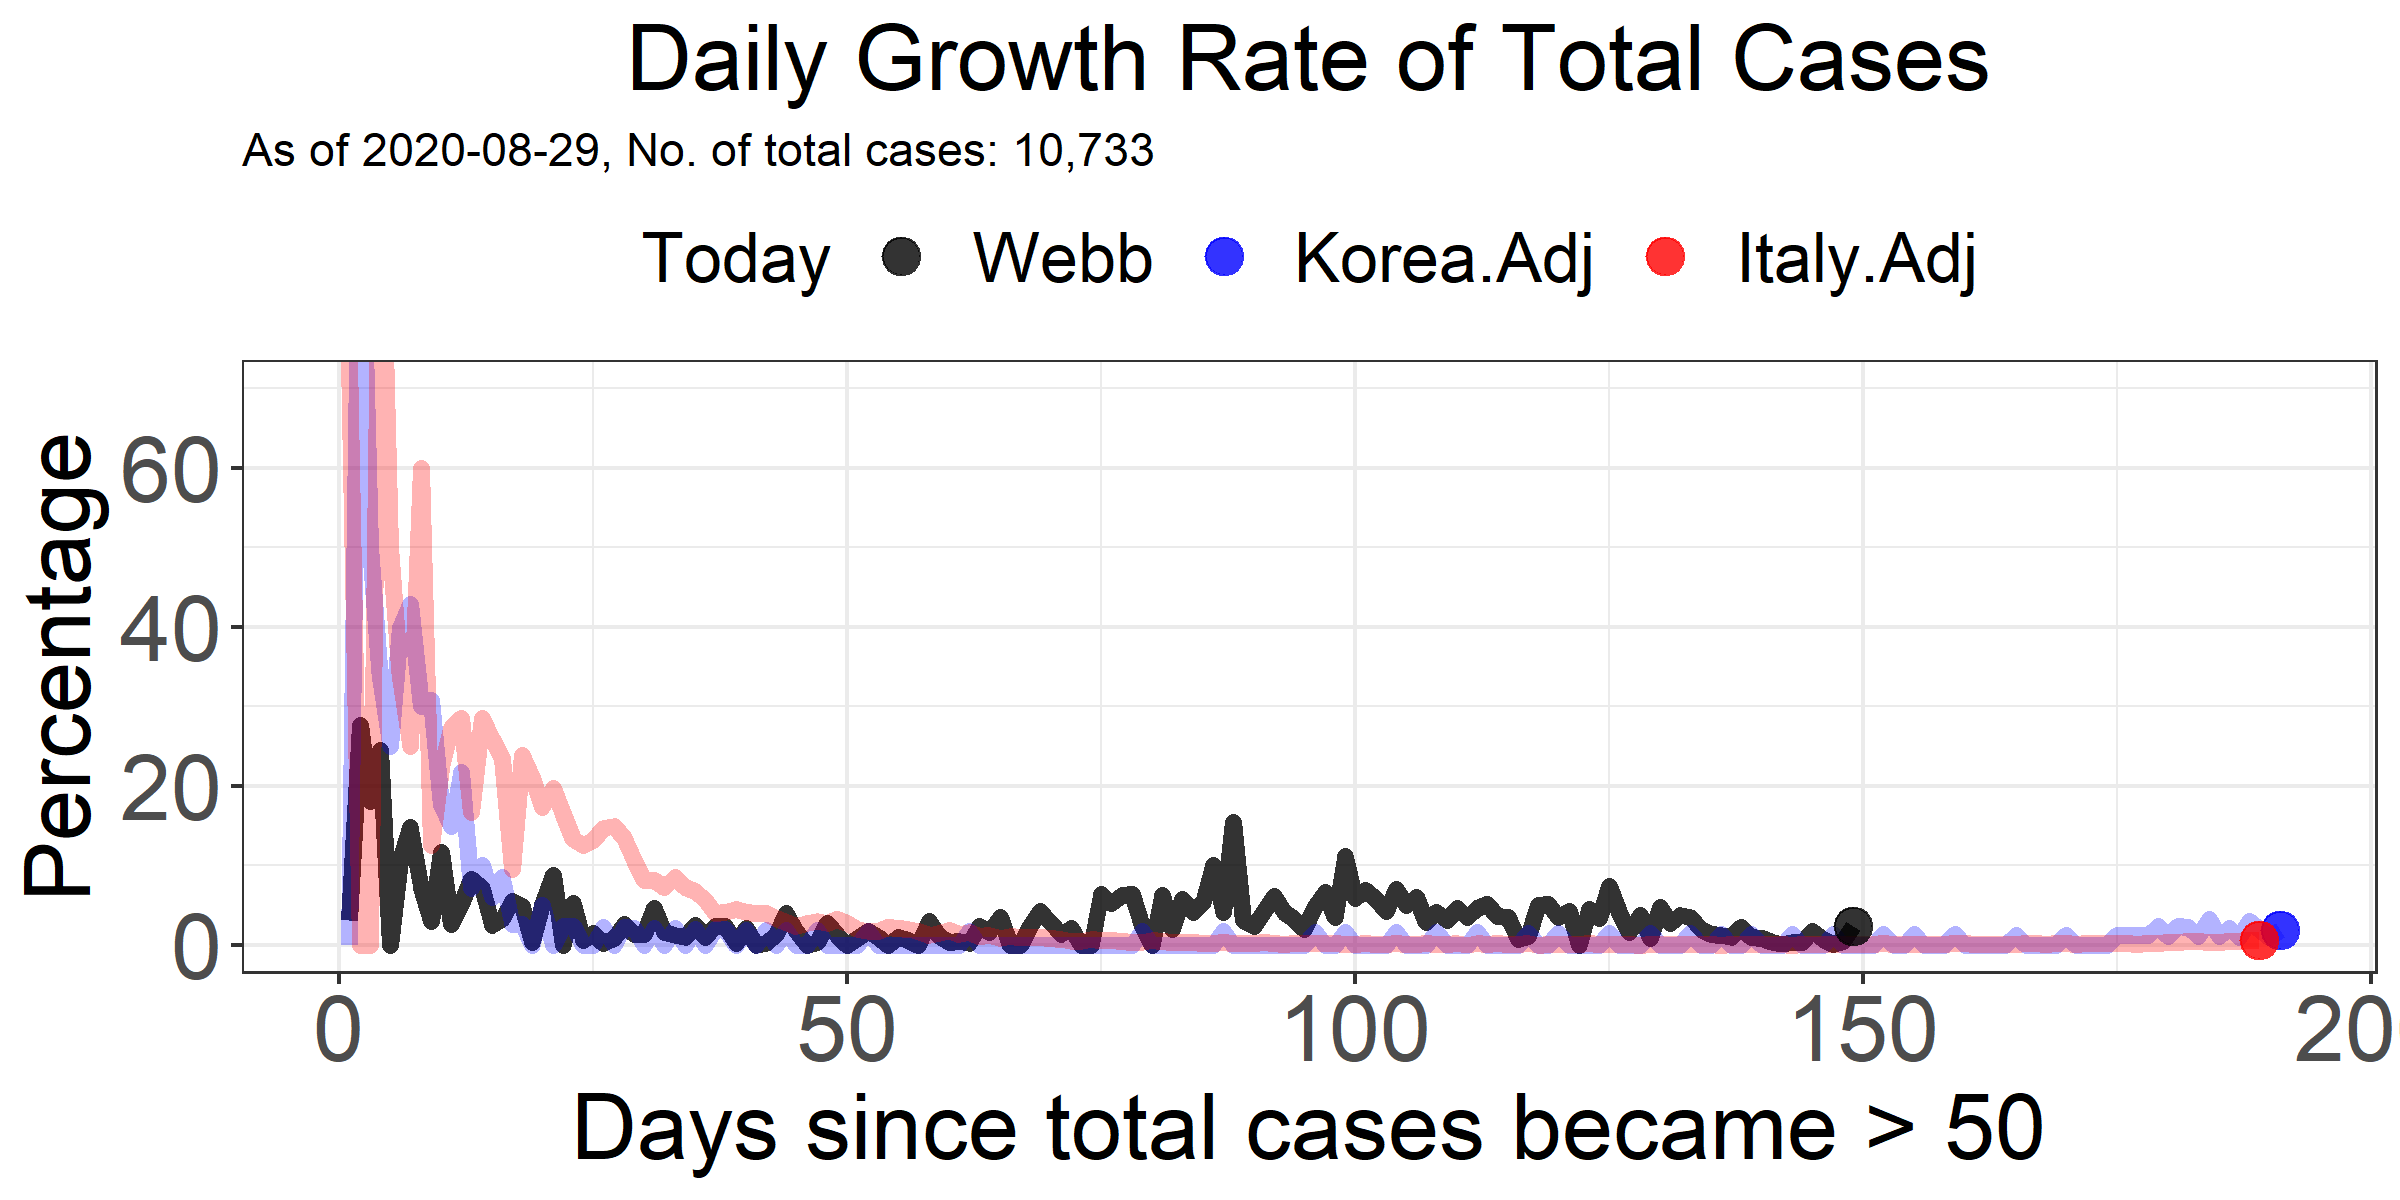 Daily Growth Rate of Total Cases
As of 2020-08-29, No. of total cases: 10,733
Today Webb Korea.Adj Italy.Adj
Percentage
60
40
20
0
0 50 100 150 20
Days since total cases became > 50